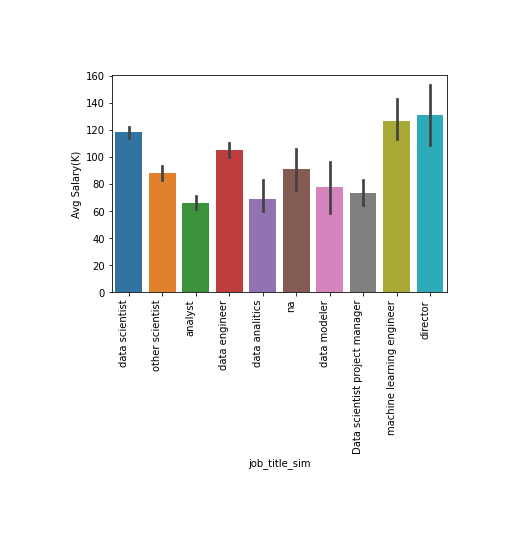 160
140
120
100
80
60
40
20
0
Avg Salary(K)
data scientist
other scientist
analyst
data engineer
data analitics
na
data modeler
Data scientist project manager
machine learning engineer
director
job_title_sim